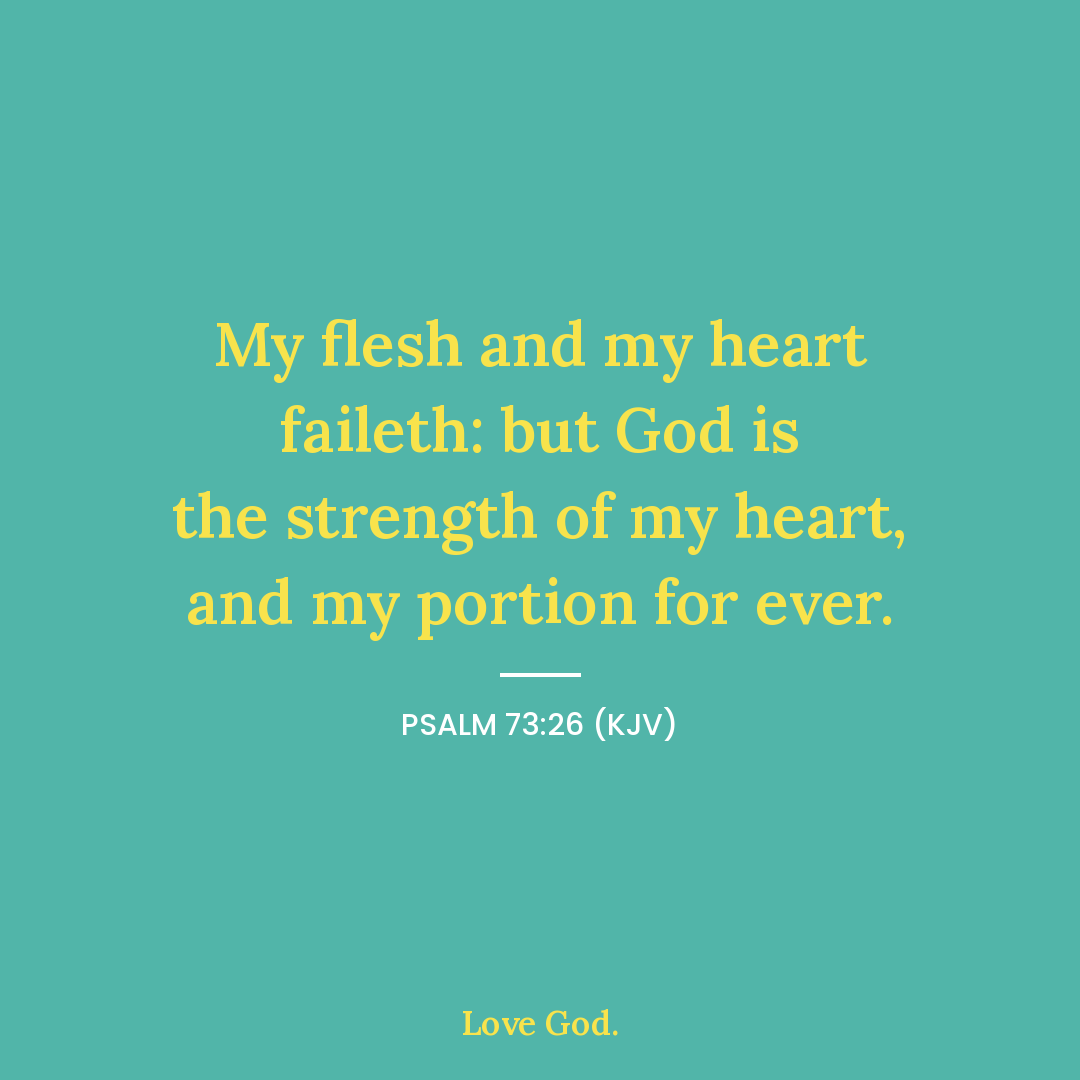 My flesh and my heart
faileth: but God is
the strength of my heart,
and my portion for ever.
PSALM 73:26 (KJV)
Love God.